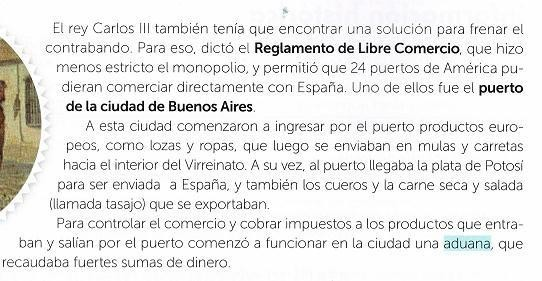 El rey Carlos III también tenía que encontrar una solución para frenar el
contrabando. Para eso, dictó el Reglamento de Libre Comercio, que hizo
menos estricto el monopolio, y permitió que 24 puertos de América pu-
dieran comerciar directamente con España. Uno de ellos fue el puerto
de la ciudad de Buenos Aires.
A esta ciudad comenzaron a ingresar por el puerto productos euro-
peos, como lozas y ropas, que luego se enviaban en mulas y carretas
hacia el interior del Virreinato. A su vez, al puerto llegaba la plata de Potosí
para ser enviada a España, y también los cueros y la carne seca y salada
(llamada tasajo) que se exportaban.
Para controlar el comercio y cobrar impuestos a los productos que entra-
ban y salían por el puerto comenzó a funcionar en la ciudad una aduana, que
recaudaba fuertes sumas de dinero.